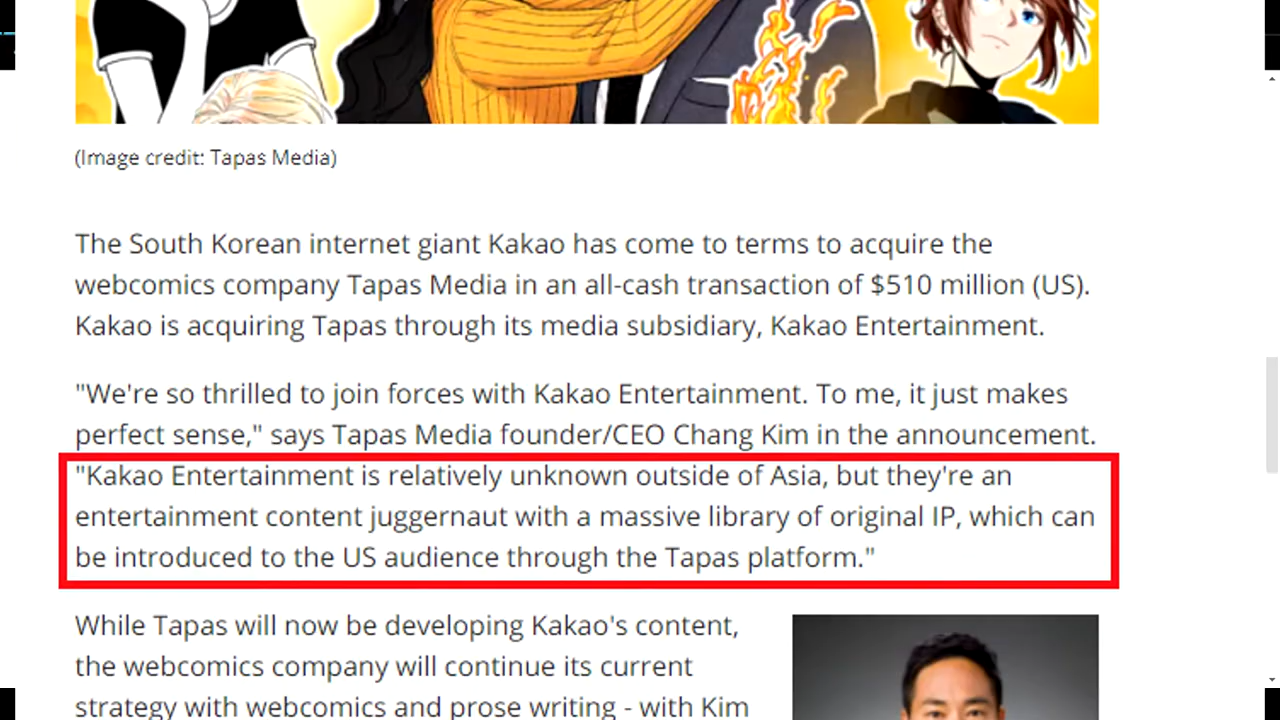 (Image credit: Tapas Media)
The South Korean internet giant Kakao has come to terms to acquire the
webcomics company Tapas Media in an all-cash transaction of $510 million (US).
Kakao is acquiring Tapas through its media subsidiary, Kakao Entertainment.
"We're so thrilled to join forces with Kakao Entertainment. To me, it just makes
perfect sense," says Tapas Media founder/CEO Chang Kim in the announcement.
"Kakao Entertainment is relatively unknown outside of Asia, but they're an
entertainment content juggernaut with a massive library of original IP, which can
be introduced to the US audience through the Tapas platform."
While Tapas will now be developing Kakao's content,
the webcomics company will continue its current
strategy with webcomics and prose writing - with Kim